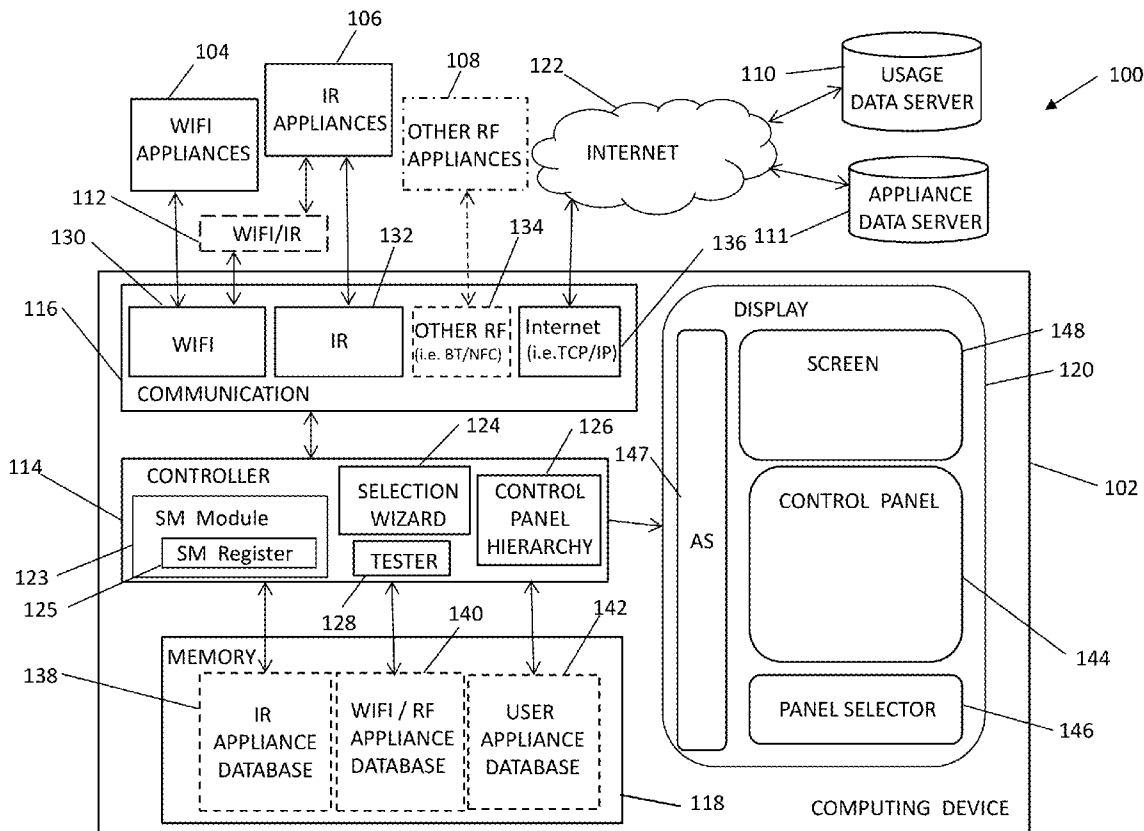 106
104
108
122
110
100
USAGE
DATA SERVER
WIFI
APPLIANCES
IR
APPLIANCES
OTHER RF
APPLIANCES
INTERNET
APPLIANCE
DATA SERVER
112
WIFI/IR
130
132
134
111
136
116
WIFI
IR
OTHER RF
(i.e. BT/NFC)
Internet
(i.e.TCP/IP)
COMMUNICATION
DISPLAY
SCREEN
148
120
124
126
147
114
CONTROLLER
SM Module
SM Register
SELECTION
WIZARD
TESTER
CONTROL
PANEL
HIERARCHY
AS
CONTROL PANEL
102
123
125
128
140
142
144
MEMORY
138
IR
APPLIANCE
DATABASE
WIFI / RF
APPLIANCE
DATABASE
USER
APPLIANCE
DATABASE
PANEL SELECTOR
146
118
COMPUTING DEVICE